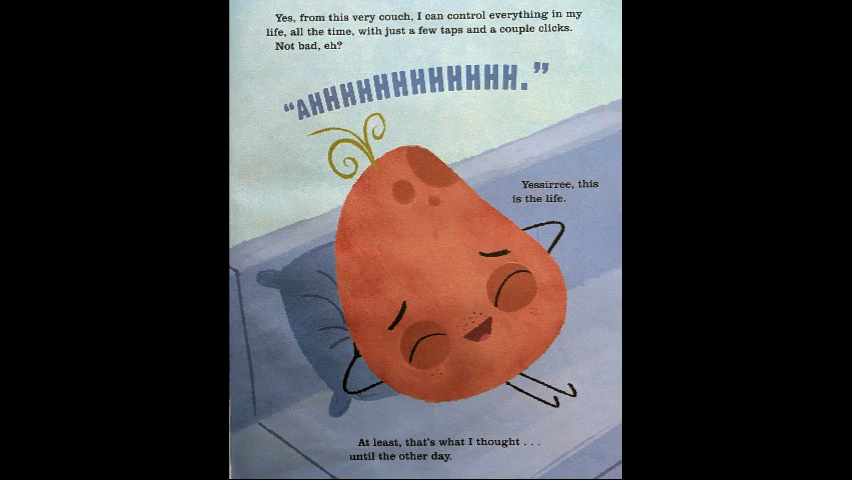 Yes, from this very couch, I can control everything in my
life, all the time, with just a few taps and a couple clicks.
Not bad, eh?
“AHHHHHHHHHHHH.”
Yessirree, this
is the life.
At least, that’s what I thought . . .
until the other day.